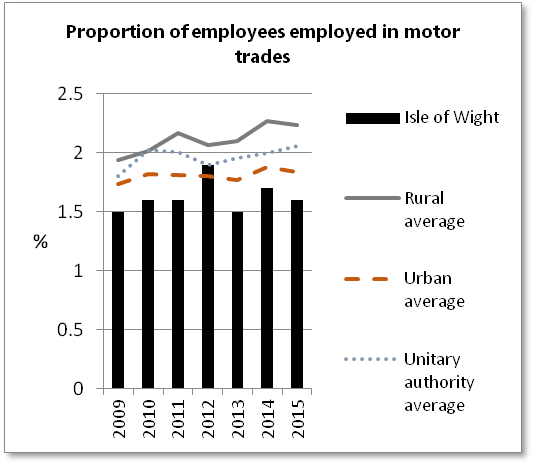 Proportion of employees employed in motor
trades
2.5
2
1.5
1
0.5
0
%
2009
2010
2011
2012
2013
2014
2015
Isle of Wight
Rural
average
Urban
average
Unitary
authority
average